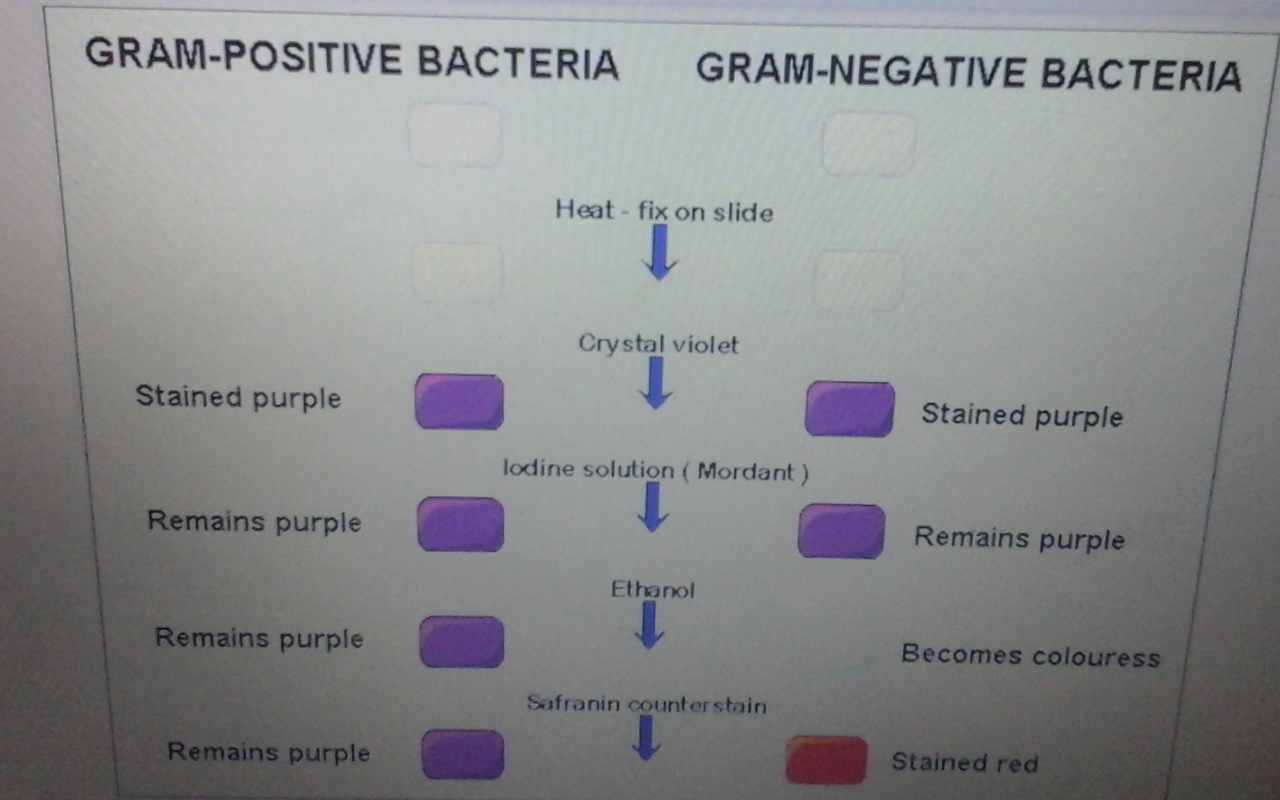 GRAM-POSITIVE BACTERIA
GRAM-NEGATIVE BACTERIA
Heat - fix on slide
Crystal violet
Stained purple
Stained purple
Iodine solution ( Mordant )
Remains purple
Remains purple
Ethanol
Remains purple
Becomes colouress
Safranin counterstain
Remains purple
Stained red